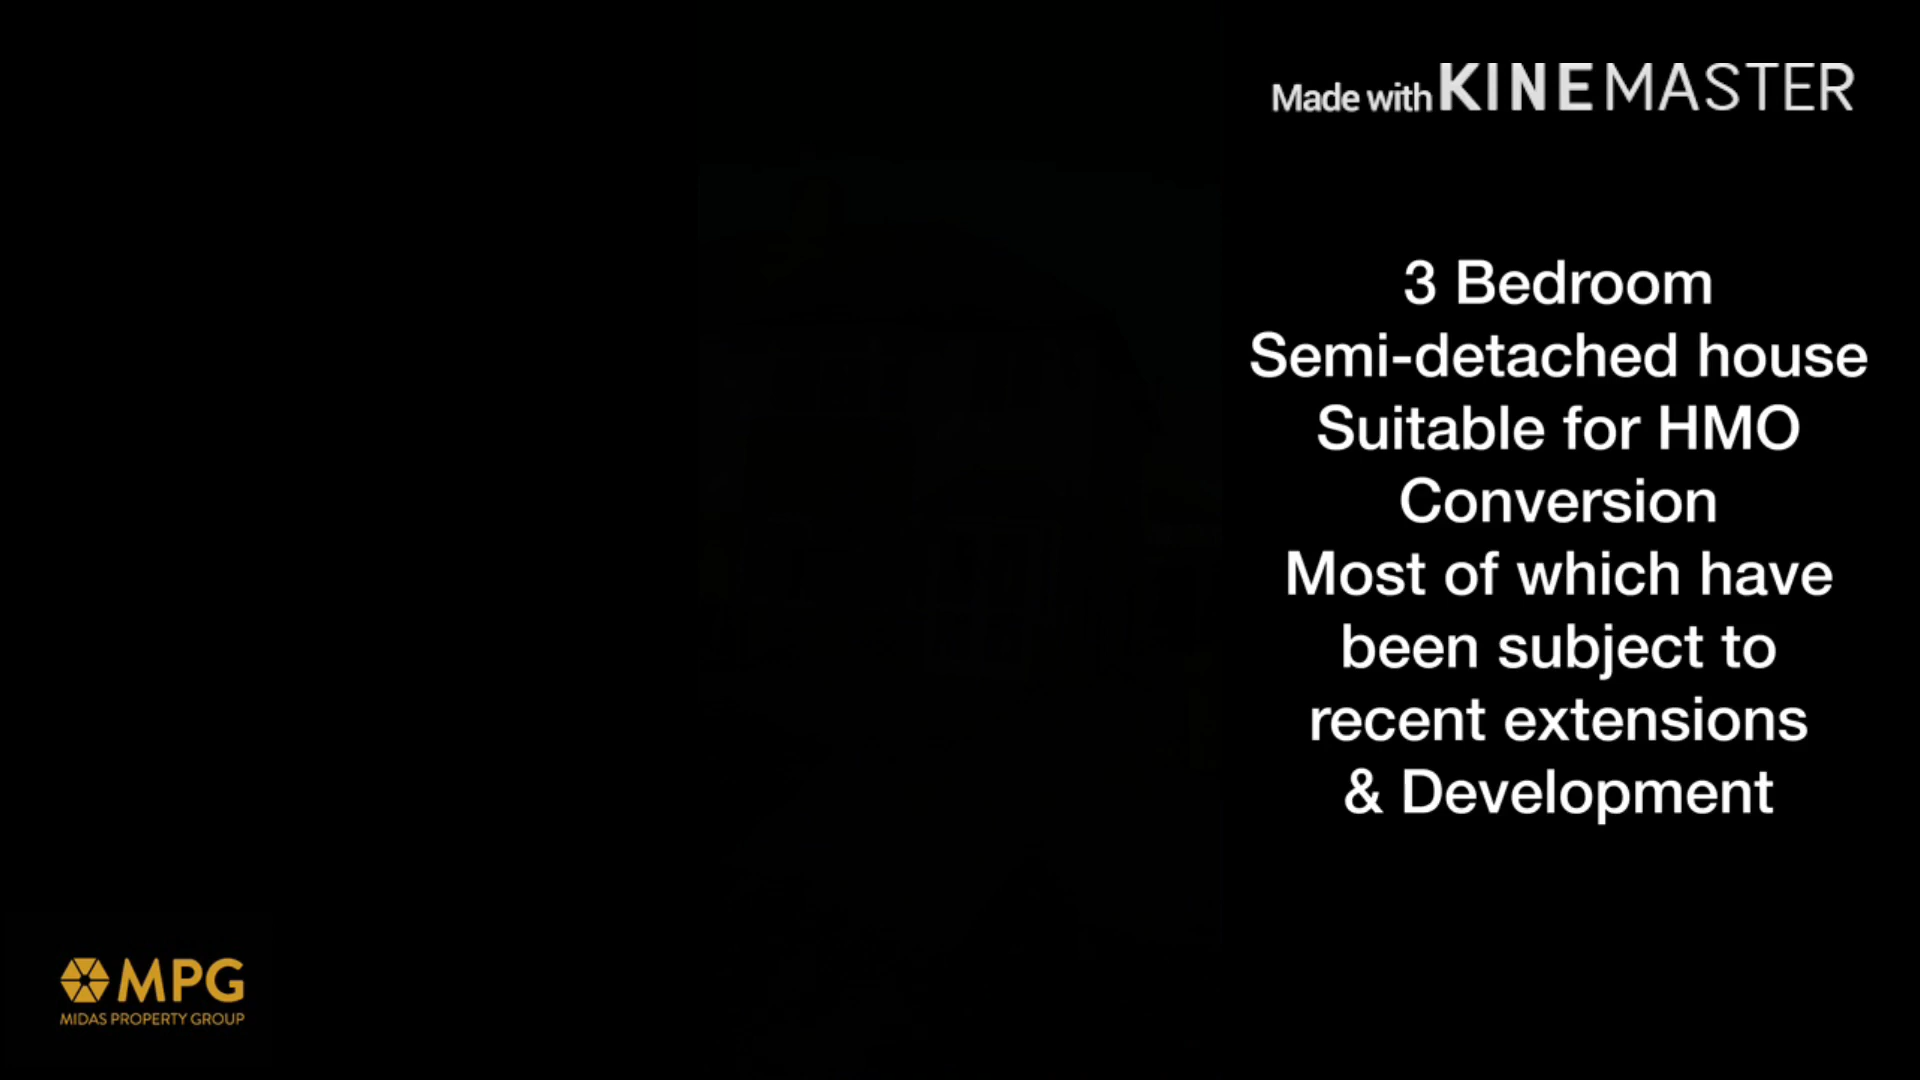 Made with KINEMASTER
3 Bedroom
Semi-detached house
Suitable for HMO
Conversion
Most of which have
been subject to
recent extensions
& Development
MPG
MIDAS PROPERTY GROUP